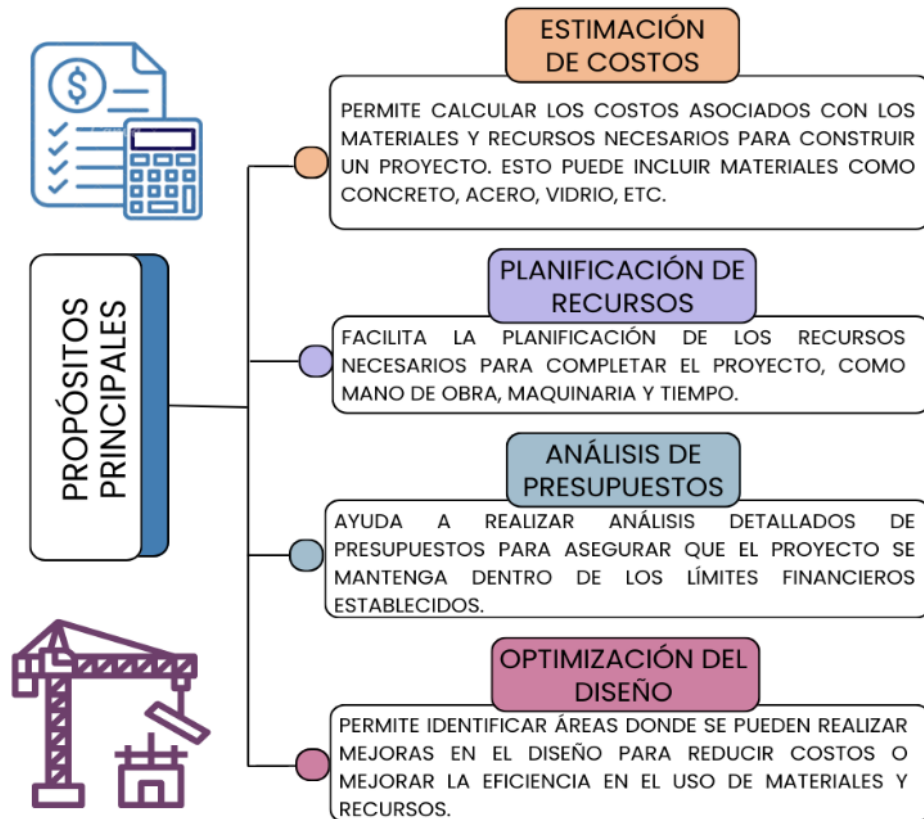 ESTIMACIÓN
DE COSTOS
PERMITE CALCULAR LOS COSTOS ASOCIADOS CON LOS
MATERIALES Y RECURSOS NECESARIOS PARA CONSTRUIR
UN PROYECTO. ESTO PUEDE INCLUIR MATERIALES COMO
CONCRETO, ACERO, VIDRIO, ETC.
PROPÓSITOS
PRINCIPALES
PLANIFICACIÓN DE
RECURSOS
FACILITA LA PLANIFICACIÓN DE LOS RECURSOS
NECESARIOS PARA COMPLETAR EL PROYECTO, COMO
MANO DE OBRA, MAQUINARIA Y TIEMPO.
ANÁLISIS DE
PRESUPUESTOS
AYUDA A REALIZAR ANÁLISIS DETALLADOS DE
PRESUPUESTOS PARA ASEGURAR QUE EL PROYECTO SE
MANTENGA DENTRO DE LOS LÍMITES FINANCIEROS
ESTABLECIDOS.
OPTIMIZACIÓN DEL
DISEÑO
PERMITE IDENTIFICAR ÁREAS DONDE SE PUEDEN REALIZAR
MEJORAS EN EL DISEÑO PARA REDUCIR COSTOS O
MEJORAR LA EFICIENCIA EN EL USO DE MATERIALES Y
RECURSOS.